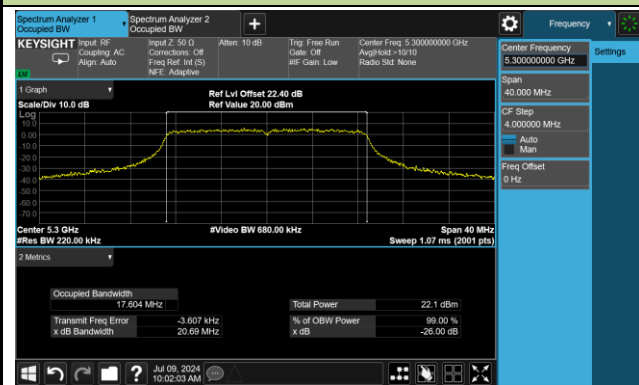 Spectrum Analyzer 1
Occupied BW
Spectrum Analyzer 2
Occupied BW
Frequency
KEYSIGHT
Input: RF
Coupling: AC
Align: Auto
Input Z: 50 Ω
Corrections: Off
Freq Ref: Int (S)
NFE: Adaptive
Atten: 10 dB
Trig: Free Run
Gate: Off
#IF Gain: Low
Center Freq: 5.300000000 GHz
Avg|Hold:>10/10
Radio Std: None
Center Frequency
5.300000000 GHz
Settings
Span
40.000 MHz
CF Step
4.000000 MHz
Auto
Man
Freq Offset
0 Hz
1 Graph
Scale/Div 10.0 dB
Ref Lvl Offset 22.40 dB
Ref Value 20.00 dBm
Log
10.0
0.00
-10.0
-20.0
-30.0
-40.0
-50.0
-60.0
-70.0
Center 5.3 GHz
#Res BW 220.00 kHz
#Video BW 680.00 kHz
Span 40 MHz
Sweep 1.07 ms (2001 pts)
2 Metrics
Occupied Bandwidth
17.604 MHz
Total Power 22.1 dBm
Transmit Freq Error -3.607 kHz
% of OBW Power 99.00 %
x dB Bandwidth 20.69 MHz
x dB -26.00 dB
?
Jul 09, 2024
10:02:03 AM